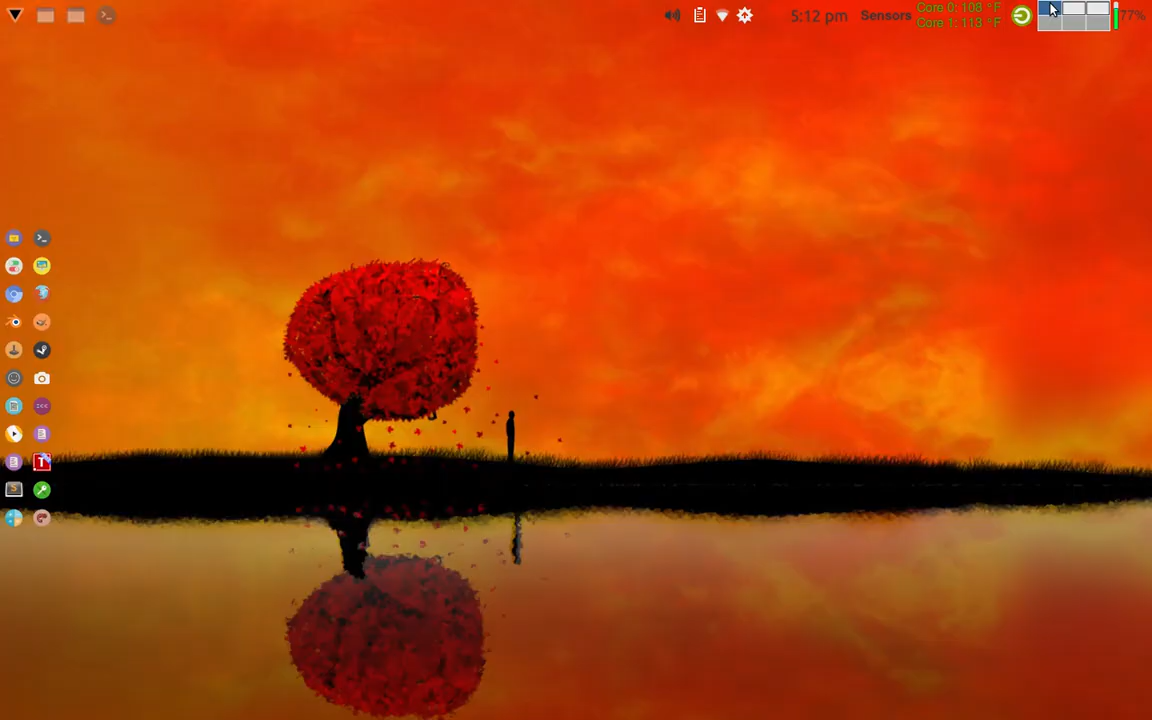 5:12 pm
Sensors
Core 0: 108 °F
Core 1: 113 °F
77%